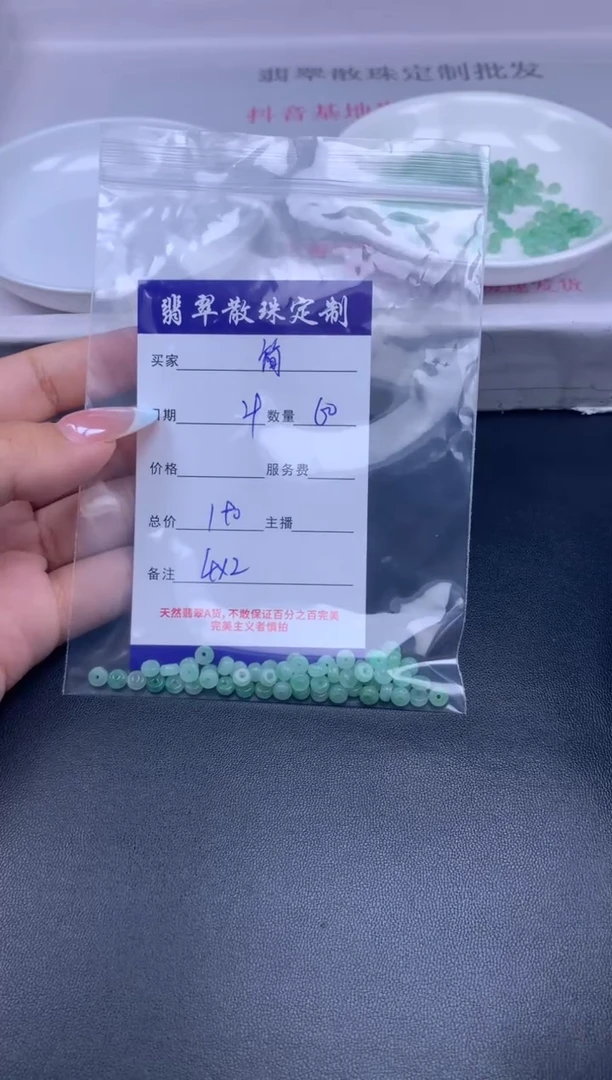 翡翠散珠定制批发
抖音基地
翡翠散珠定制
买家 简
日期 4 数量 60
价格 服务费
总价 主播
备注 4x2
天然翡翠A货,不敢保证百分之百完美
完美主义者慎拍